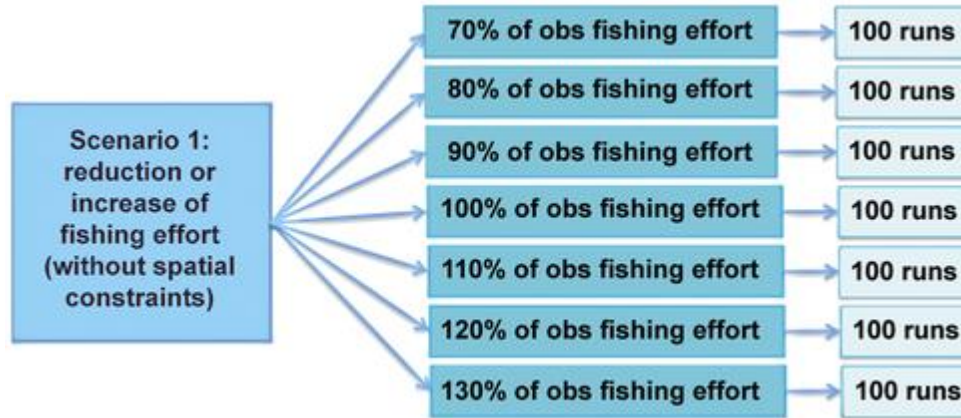 Scenario 1:
reduction or
increase of
fishing effort
(without spatial
constraints)
70% of obs fishing effort
100 runs
80% of obs fishing effort
100 runs
90% of obs fishing effort
100 runs
100% of obs fishing effort
100 runs
110% of obs fishing effort
100 runs
120% of obs fishing effort
100 runs
130% of obs fishing effort
100 runs